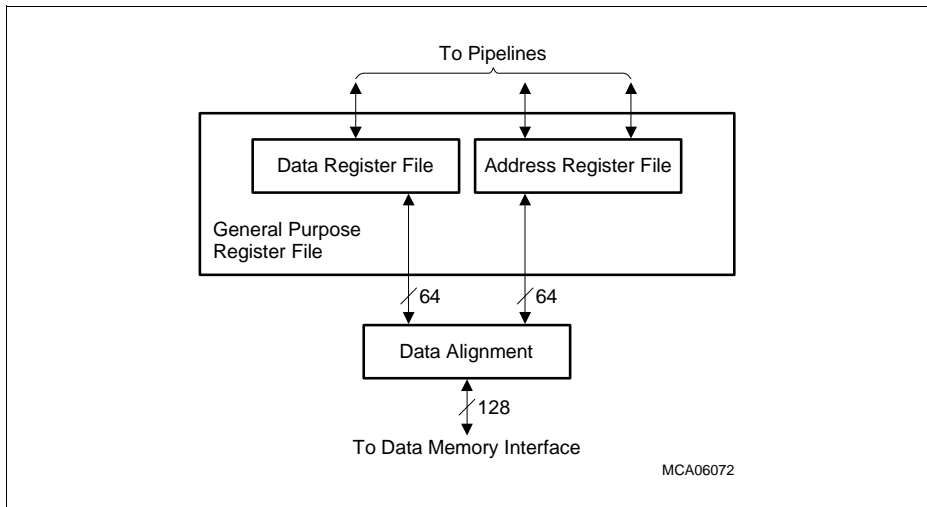 To Pipelines
Data Register File
Address Register File
General Purpose
Register File
64
64
Data Alignment
128
To Data Memory Interface
MCA06072